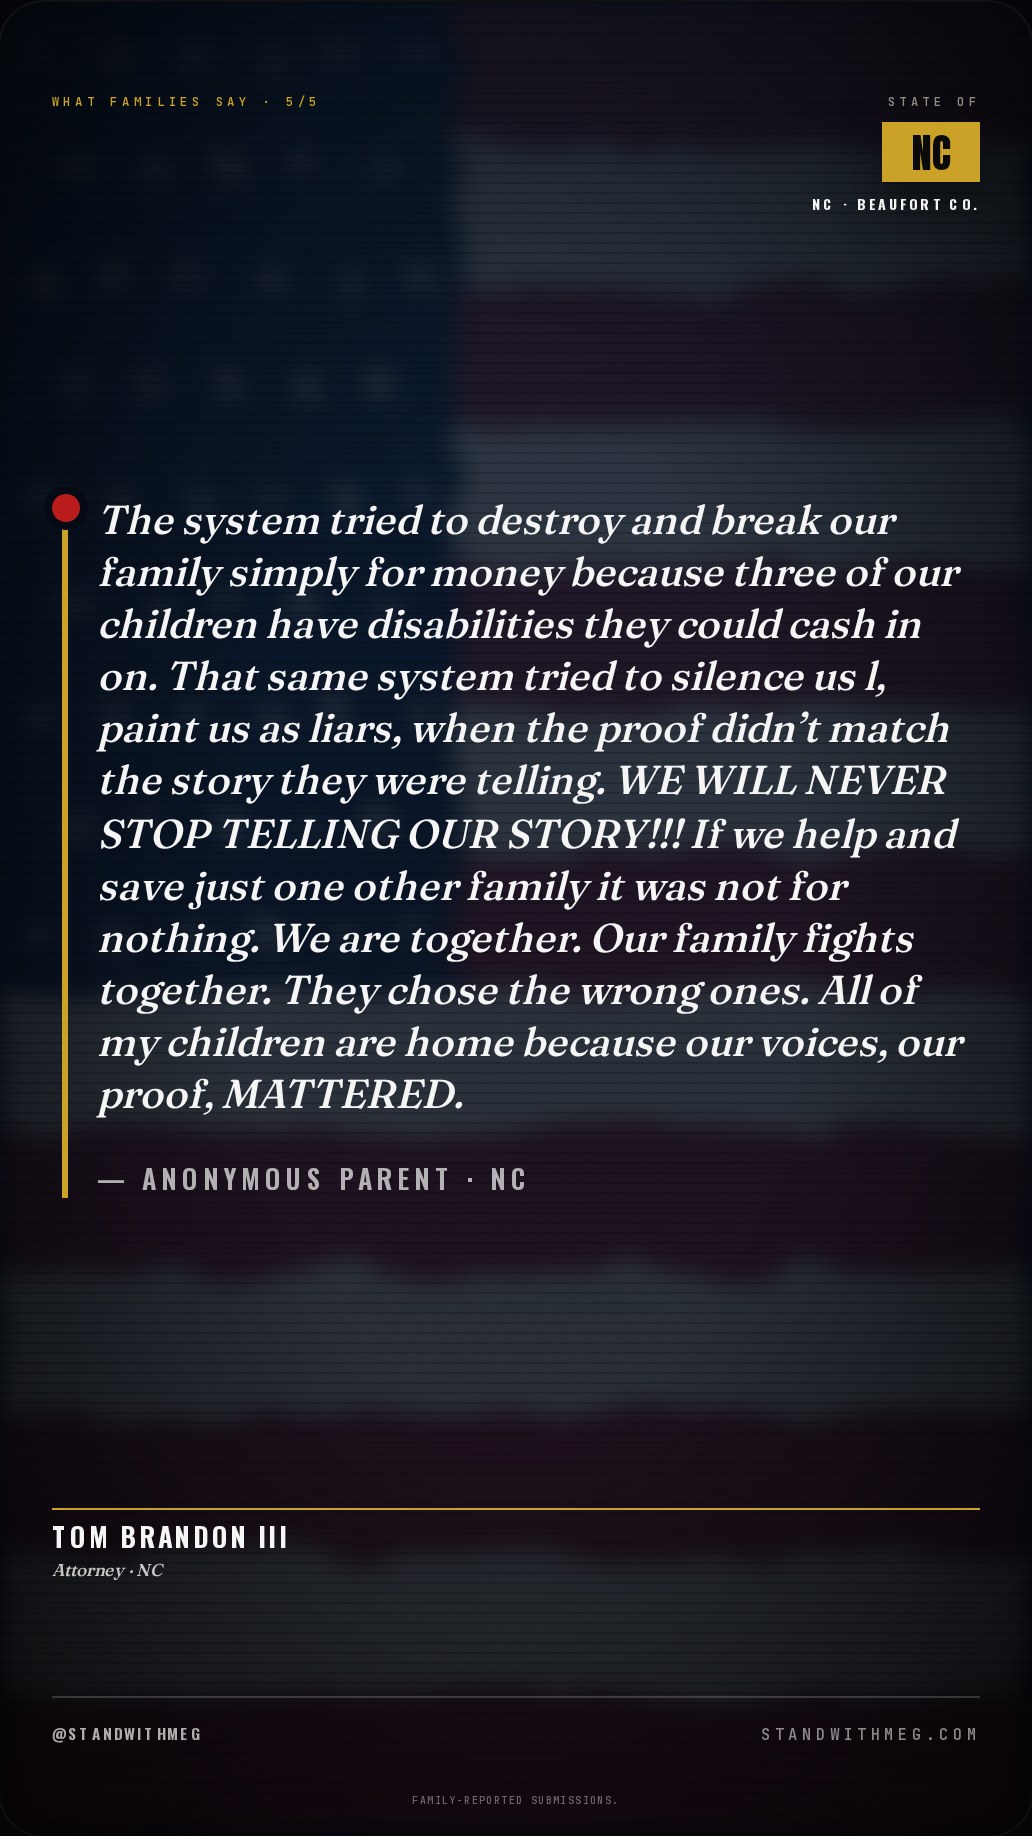 WHAT FAMILIES SAY · 5/5
STATE OF
NC
NC · BEAUFORT CO.
The system tried to destroy and break our
family simply for money because three of our
children have disabilities they could cash in
on. That same system tried to silence us l,
paint us as liars, when the proof didn’t match
the story they were telling. WE WILL NEVER
STOP TELLING OUR STORY!!! If we help and
save just one other family it was not for
nothing. We are together. Our family fights
together. They chose the wrong ones. All of
my children are home because our voices, our
proof, MATTERED.
— ANONYMOUS PARENT · NC
TOM BRANDON III
Attorney · NC
@STANDWITHMEG
STANDWITHMEG.COM
FAMILY-REPORTED SUBMISSIONS.